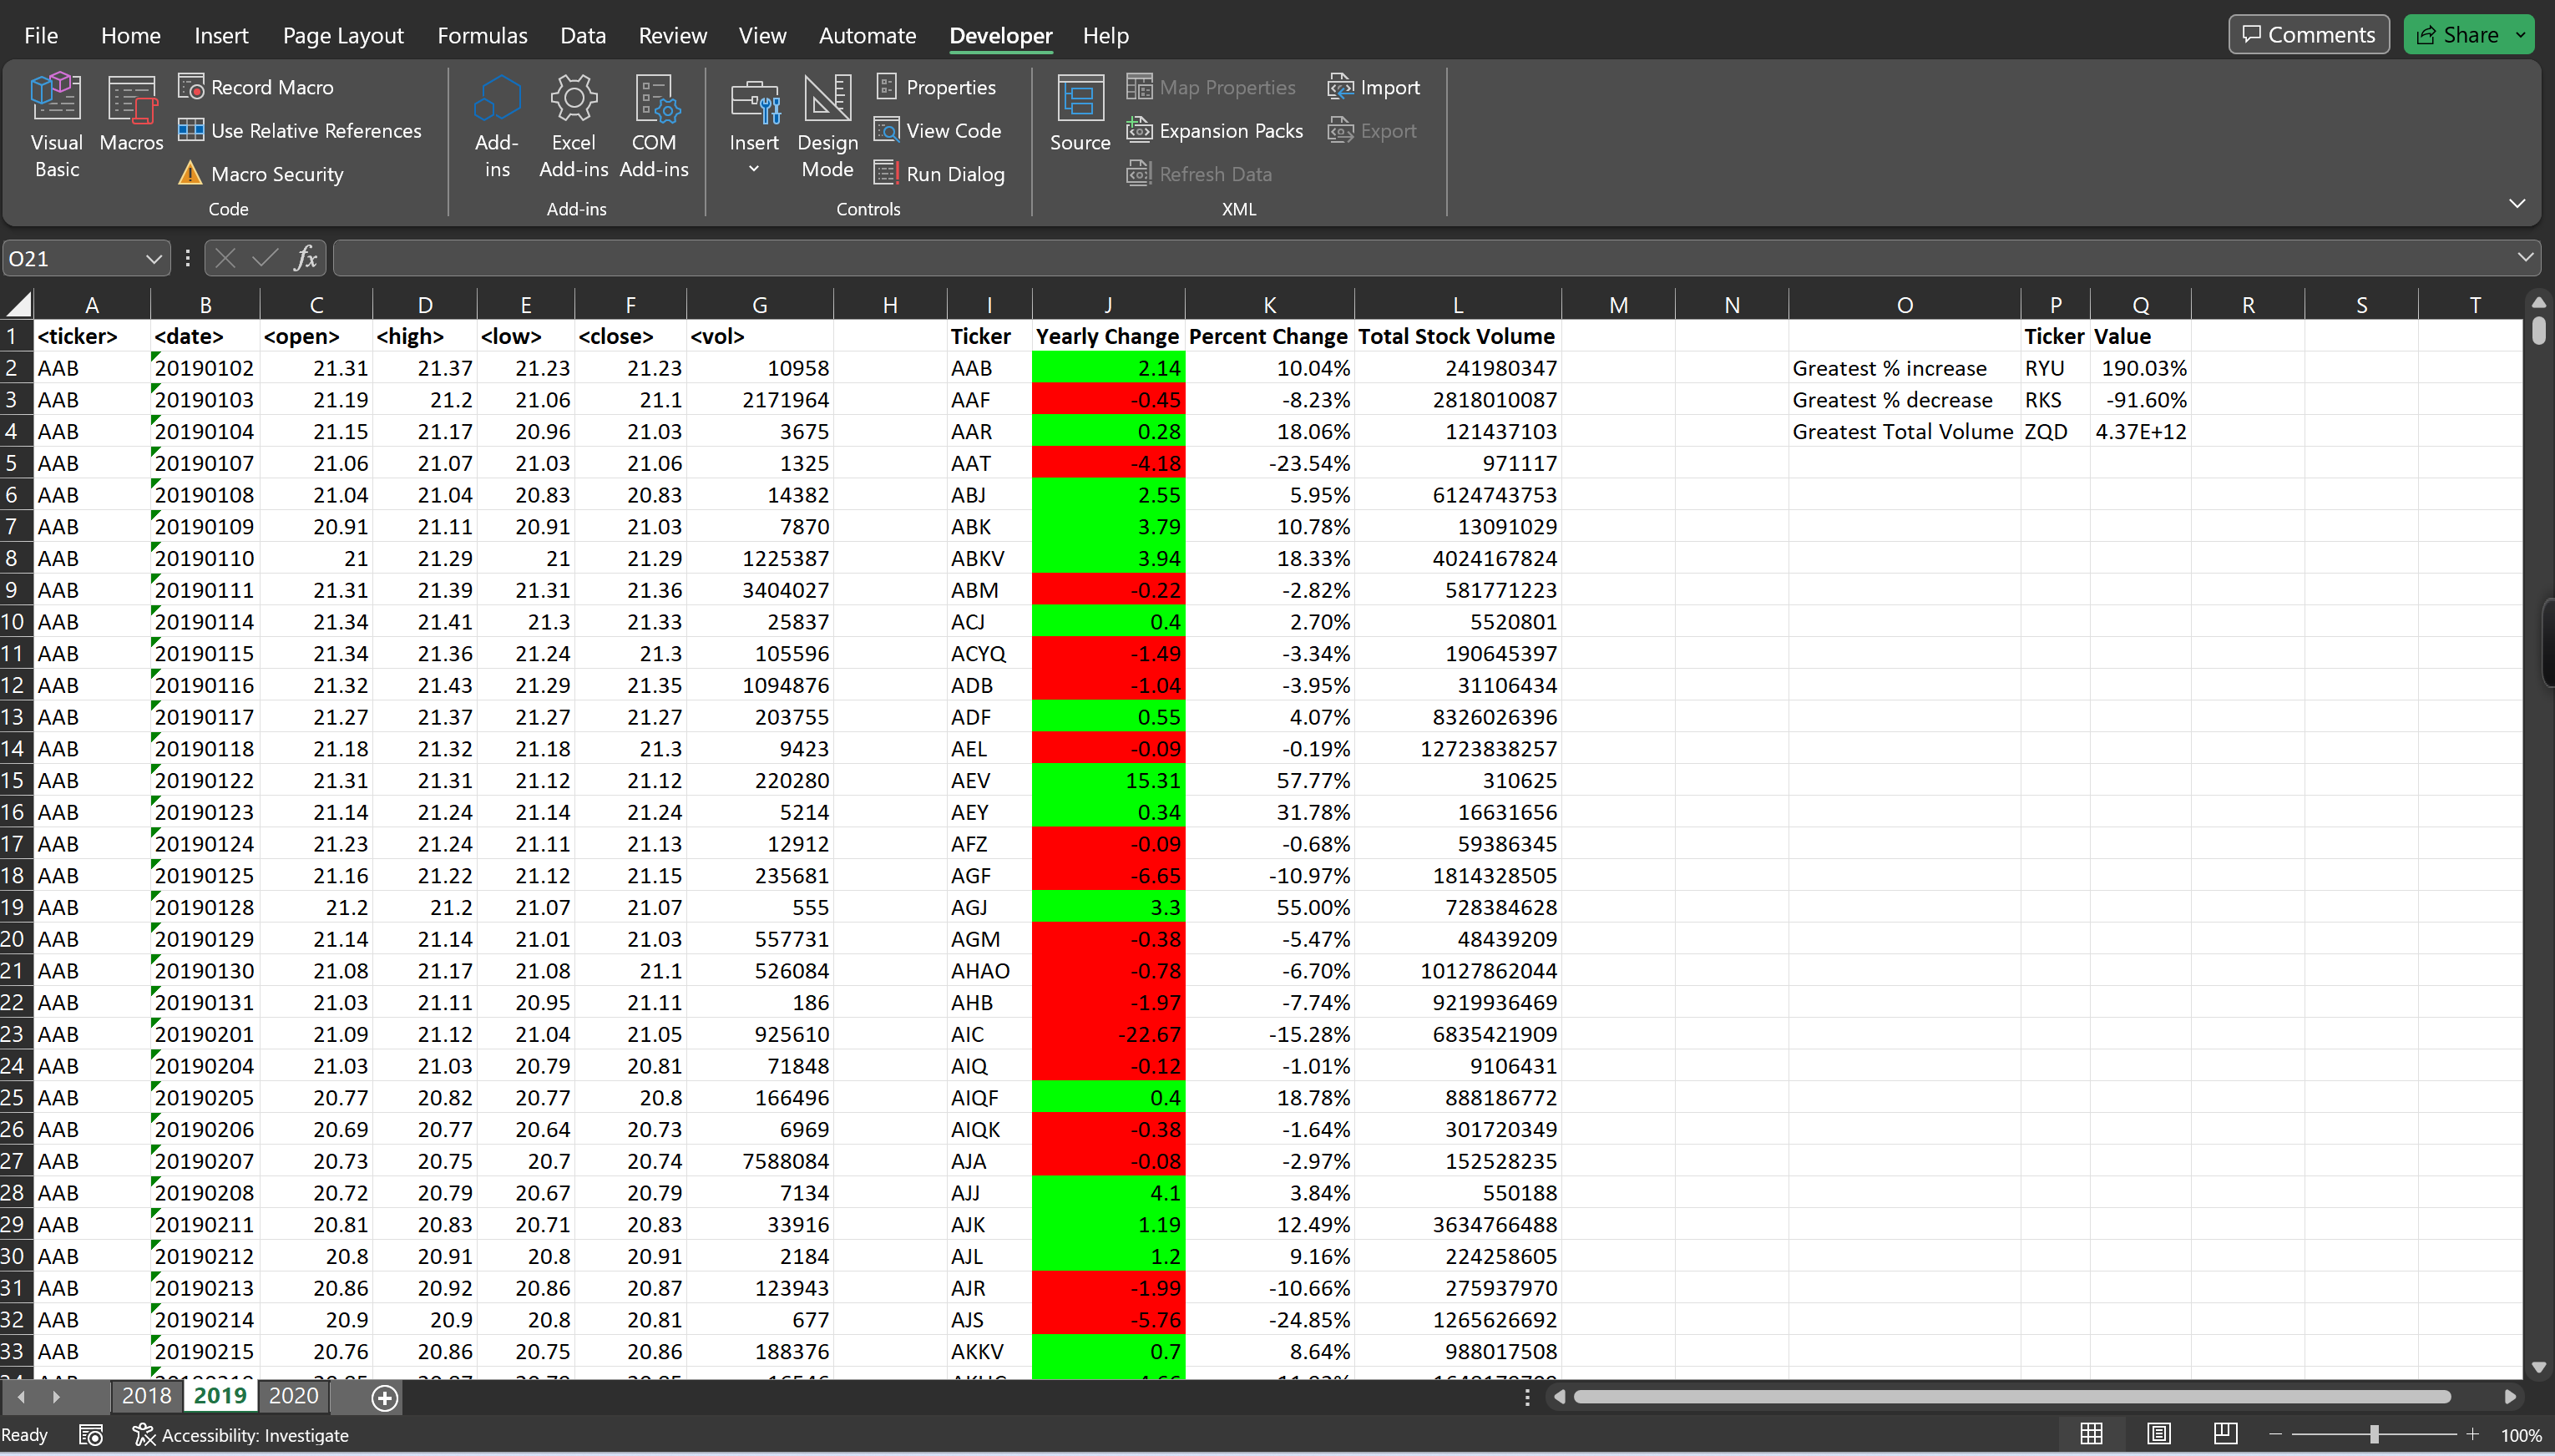 File Home Insert Page Layout Formulas Data Review View Automate Developer Help Comments Share
Visual Basic
Macros
Record Macro
Use Relative References
Macro Security
Code
Add-ins
Excel Add-ins
COM Add-ins
Add-ins
Insert
Design Mode
Properties
View Code
Run Dialog
Controls
Source
Map Properties
Expansion Packs
Refresh Data
Import
Export
XML
O21 fx
A B C D E F G H I J K L M N O P Q R S T
1 <ticker> <date> <open> <high> <low> <close> <vol> Ticker Yearly Change Percent Change Total Stock Volume Ticker Value
2 AAB 20190102 21.31 21.37 21.23 21.23 10958 AAB 2.14 10.04% 241980347 Greatest % increase RYU 190.03%
3 AAB 20190103 21.19 21.2 21.06 21.1 2171964 AAF -0.45 -8.23% 2818010087 Greatest % decrease RKS -91.60%
4 AAB 20190104 21.15 21.17 20.96 21.03 3675 AAR 0.28 18.06% 121437103 Greatest Total Volume ZQD 4.37E+12
5 AAB 20190107 21.06 21.07 21.03 21.06 1325 AAT -4.18 -23.54% 971117
6 AAB 20190108 21.04 21.04 20.83 20.83 14382 ABJ 2.55 5.95% 6124743753
7 AAB 20190109 20.91 21.11 20.91 21.03 7870 ABK 3.79 10.78% 13091029
8 AAB 20190110 21 21.29 21 21.29 1225387 ABKV 3.94 18.33% 4024167824
9 AAB 20190111 21.31 21.39 21.31 21.36 3404027 ABM -0.22 -2.82% 581771223
10 AAB 20190114 21.34 21.41 21.3 21.33 25837 ACJ 0.4 2.70% 5520801
11 AAB 20190115 21.34 21.36 21.24 21.3 105596 ACYQ -1.49 -3.34% 190645397
12 AAB 20190116 21.32 21.43 21.29 21.35 1094876 ADB -1.04 -3.95% 31106434
13 AAB 20190117 21.27 21.37 21.27 21.27 203755 ADF 0.55 4.07% 8326026396
14 AAB 20190118 21.18 21.32 21.18 21.3 9423 AEL -0.09 -0.19% 12723838257
15 AAB 20190122 21.31 21.31 21.12 21.12 220280 AEV 15.31 57.77% 310625
16 AAB 20190123 21.14 21.24 21.14 21.24 5214 AEY 0.34 31.78% 16631656
17 AAB 20190124 21.23 21.24 21.11 21.13 12912 AFZ -0.09 -0.68% 59386345
18 AAB 20190125 21.16 21.22 21.12 21.15 235681 AGF -6.65 -10.97% 1814328505
19 AAB 20190128 21.2 21.2 21.07 21.07 555 AGJ 3.3 55.00% 728384628
20 AAB 20190129 21.14 21.14 21.01 21.03 557731 AGM -0.38 -5.47% 48439209
21 AAB 20190130 21.08 21.17 21.08 21.1 526084 AHAO -0.78 -6.70% 10127862044
22 AAB 20190131 21.03 21.11 20.95 21.11 186 AHB -1.97 -7.74% 9219936469
23 AAB 20190201 21.09 21.12 21.04 21.05 925610 AIC -22.67 -15.28% 6835421909
24 AAB 20190204 21.03 21.03 20.79 20.81 71848 AIQ -0.12 -1.01% 9106431
25 AAB 20190205 20.77 20.82 20.77 20.8 166496 AIQF 0.4 18.78% 888186772
26 AAB 20190206 20.69 20.77 20.64 20.73 6969 AIQK -0.38 -1.64% 301720349
27 AAB 20190207 20.73 20.75 20.7 20.74 7588084 AJA -0.08 -2.97% 152528235
28 AAB 20190208 20.72 20.79 20.67 20.79 7134 AJJ 4.1 3.84% 550188
29 AAB 20190211 20.81 20.83 20.71 20.83 33916 AJK 1.19 12.49% 3634766488
30 AAB 20190212 20.8 20.91 20.8 20.91 2184 AJL 1.2 9.16% 224258605
31 AAB 20190213 20.86 20.92 20.86 20.87 123943 AJR -1.99 -10.66% 275937970
32 AAB 20190214 20.9 20.9 20.8 20.81 677 AJS -5.76 -24.85% 1265626692
33 AAB 20190215 20.76 20.86 20.75 20.86 188376 AKKV 0.7 8.64% 988017508
2018 2019 2020
Ready Accessibility: Investigate 100%